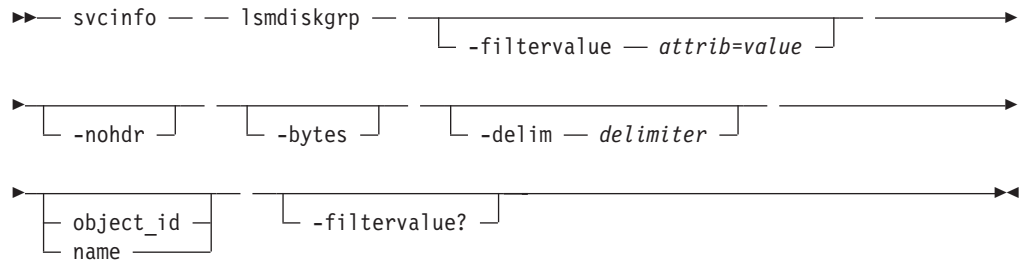 svcinfo lsmdiskgrp
-filtervalue attrib=value
-nohdr -bytes -delim delimiter
object_id -filtervalue?
name